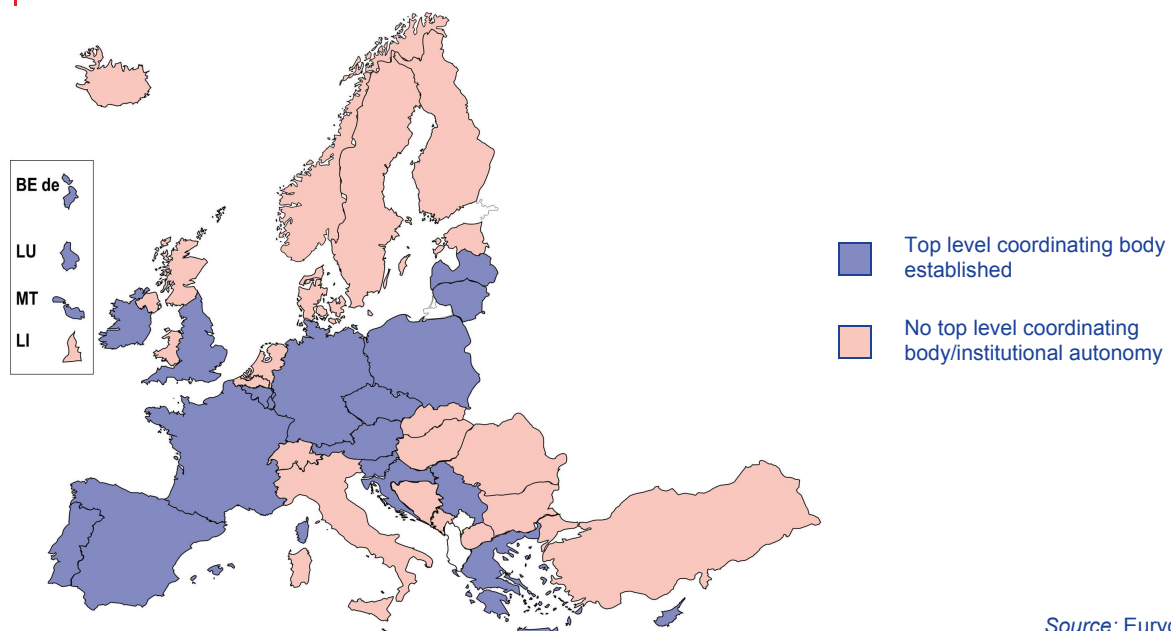 BE de
LU
MT
LI
Top level coordinating body
established
No top level coordinating
body/institutional autonomy
Source: